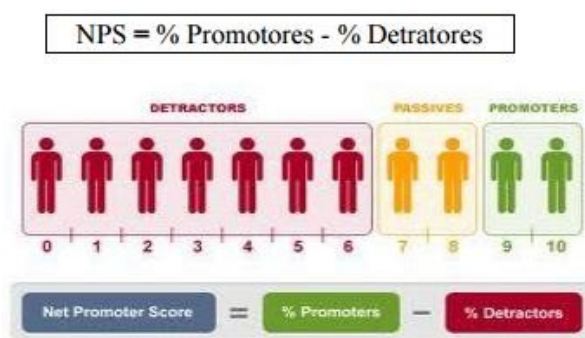 NPS = % Promotores - % Detratores
DETRACTORS PASSIVES PROMOTERS
0 1 2 3 4 5 6 7 8 9 10
Net Promoter Score = % Promoters - % Detractors